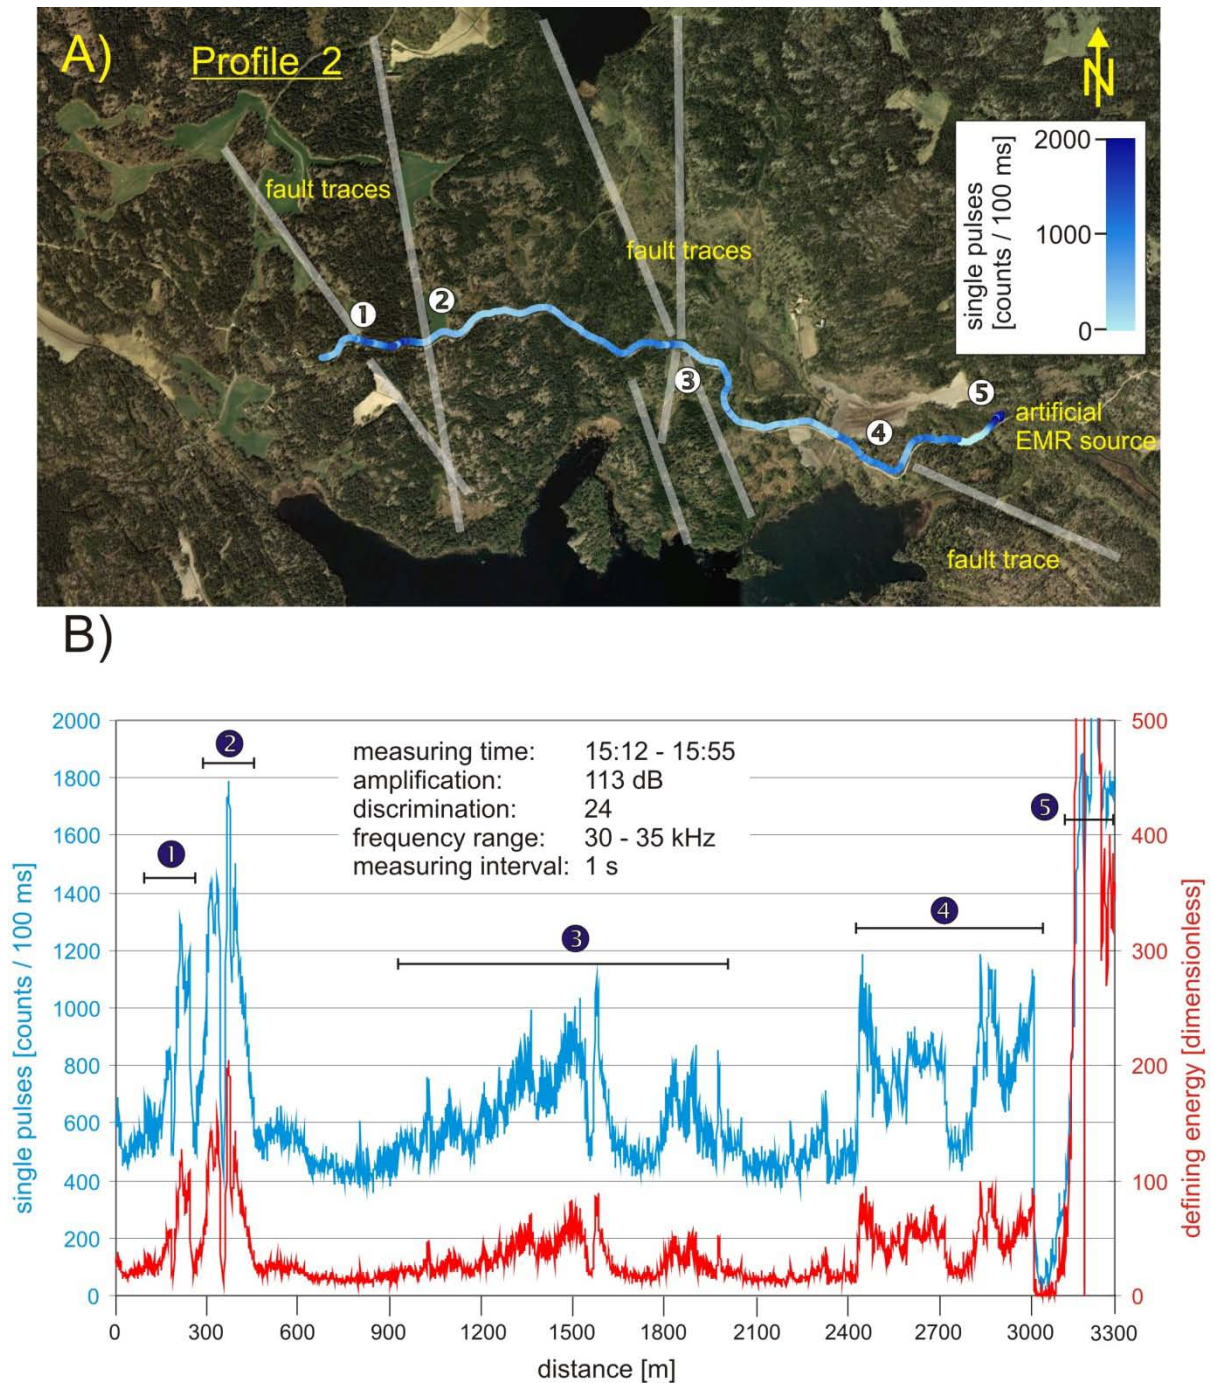 A)
Profile 2
N
2000
1000
0
single pulses
[counts / 100 ms]
fault traces
fault traces
1
2
3
4
5
artificial
EMR source
fault trace
B)
2000
1800
1600
1400
1200
1000
800
600
400
200
0
single pulses [counts / 100 ms]
1
2
3
4
5
measuring time: 15:12 - 15:55
amplification: 113 dB
discrimination: 24
frequency range: 30 - 35 kHz
measuring interval: 1 s
500
400
300
200
100
0
defining energy [dimensionless]
0 300 600 900 1200 1500 1800 2100 2400 2700 3000 3300
distance [m]